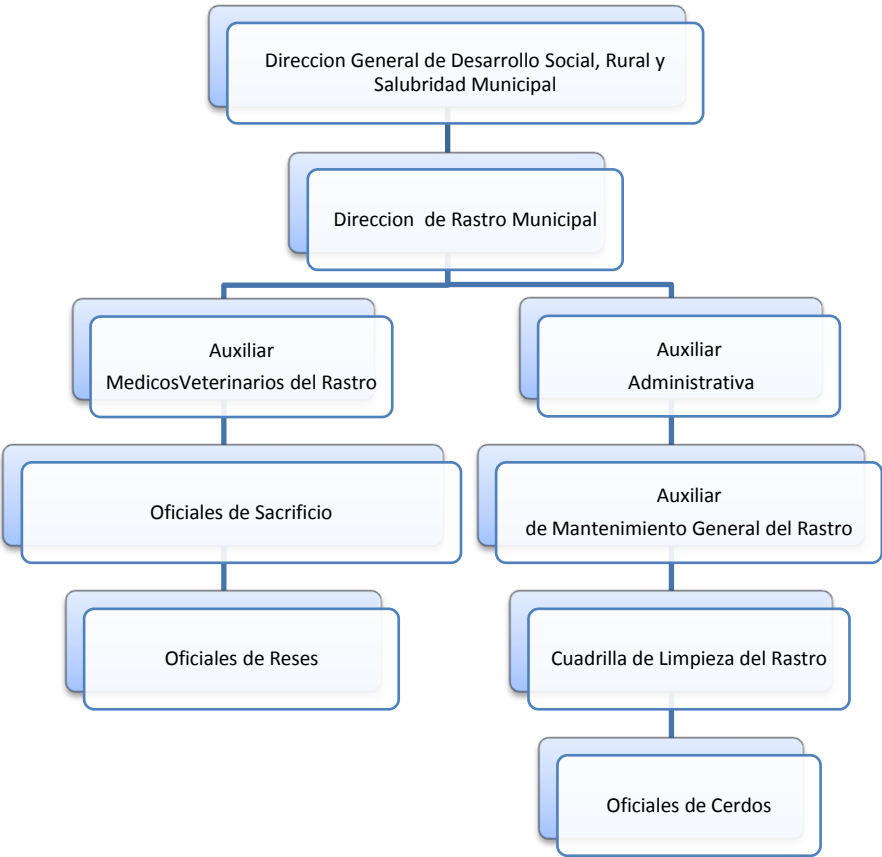 Direccion General de Desarrollo Social, Rural y
Salubridad Municipal
Direccion de Rastro Municipal
Auxiliar
MedicosVeterinarios del Rastro
Auxiliar
Administrativa
Oficiales de Sacrificio
Auxiliar
de Mantenimiento General del Rastro
Oficiales de Reses
Cuadrilla de Limpieza del Rastro
Oficiales de Cerdos